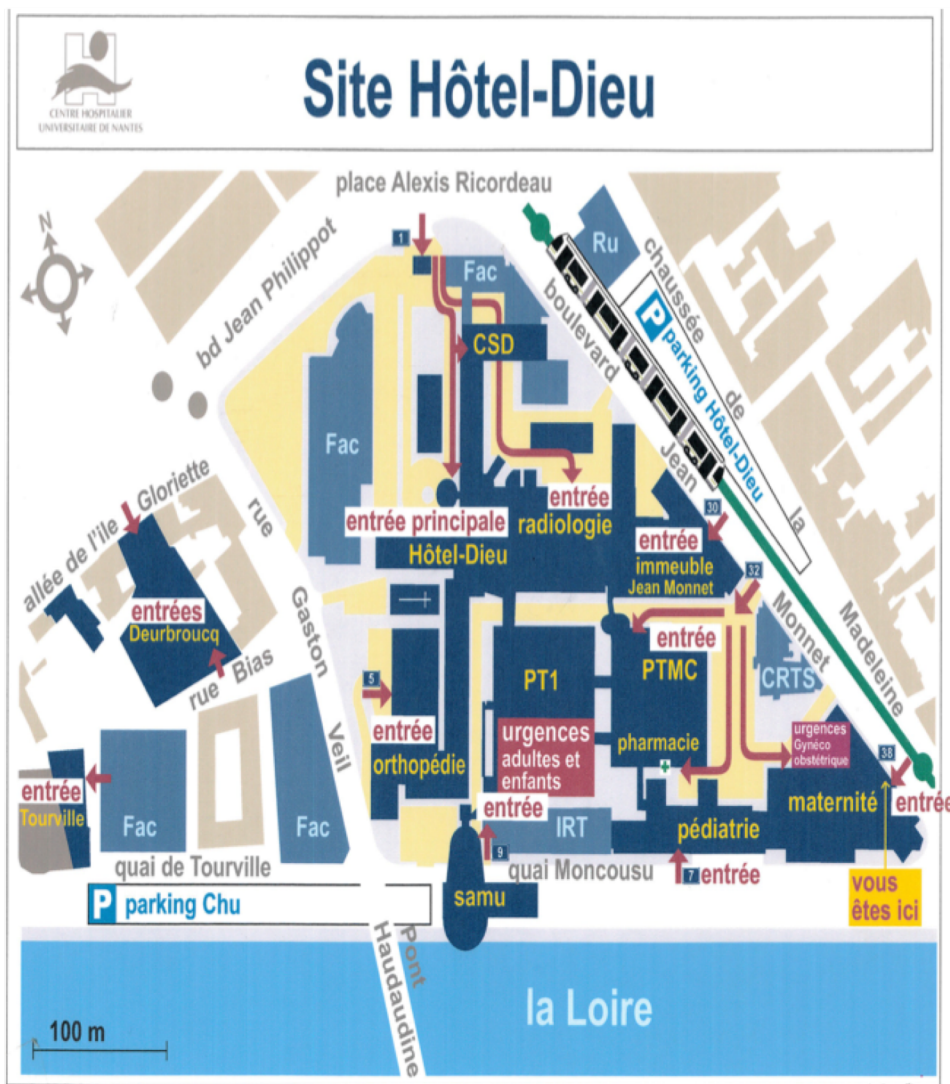 CENTRE HOSPITALIER
UNIVERSITAIRE DE NANTES
Site Hôtel-Dieu
place Alexis Ricordeau
N
bd Jean Philippot
1
Fac
Ru
chaussée de la Madeleine
boulevard Jean Monnet
P parking Hôtel-Dieu
CSD
Fac
allée de l'ile Gloriette
rue Gaston Veil
entrée principale
Hôtel-Dieu
entrée
radiologie
30
entrée
immeuble
Jean Monnet
32
entrée
entrées
Deurbroucq
rue Bias
5
entrée
orthopédie
PT1
PTMC
CRTS
urgences
adultes et
enfants
entrée
9
pharmacie
urgences
Gynéco
obstétrique
38
entrée
maternité
entrée
Tourville
Fac
Fac
IRT
pédiatrie
quai de Tourville
quai Moncousu
7 entrée
samu
vous
êtes ici
P parking Chu
Pont
Haudaudine
la Loire
100 m